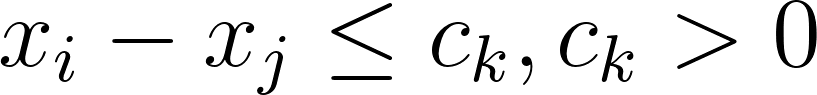 $x_i - x_j \leq c_k, c_k > 0$